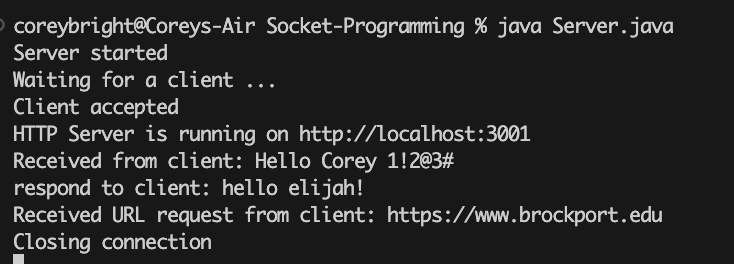 coreybright@Coreys-Air Socket-Programming % java Server.java
Server started
Waiting for a client ...
Client accepted
HTTP Server is running on http://localhost:3001
Received from client: Hello Corey 1!2@3#
respond to client: hello elijah!
Received URL request from client: https://www.brockport.edu
Closing connection